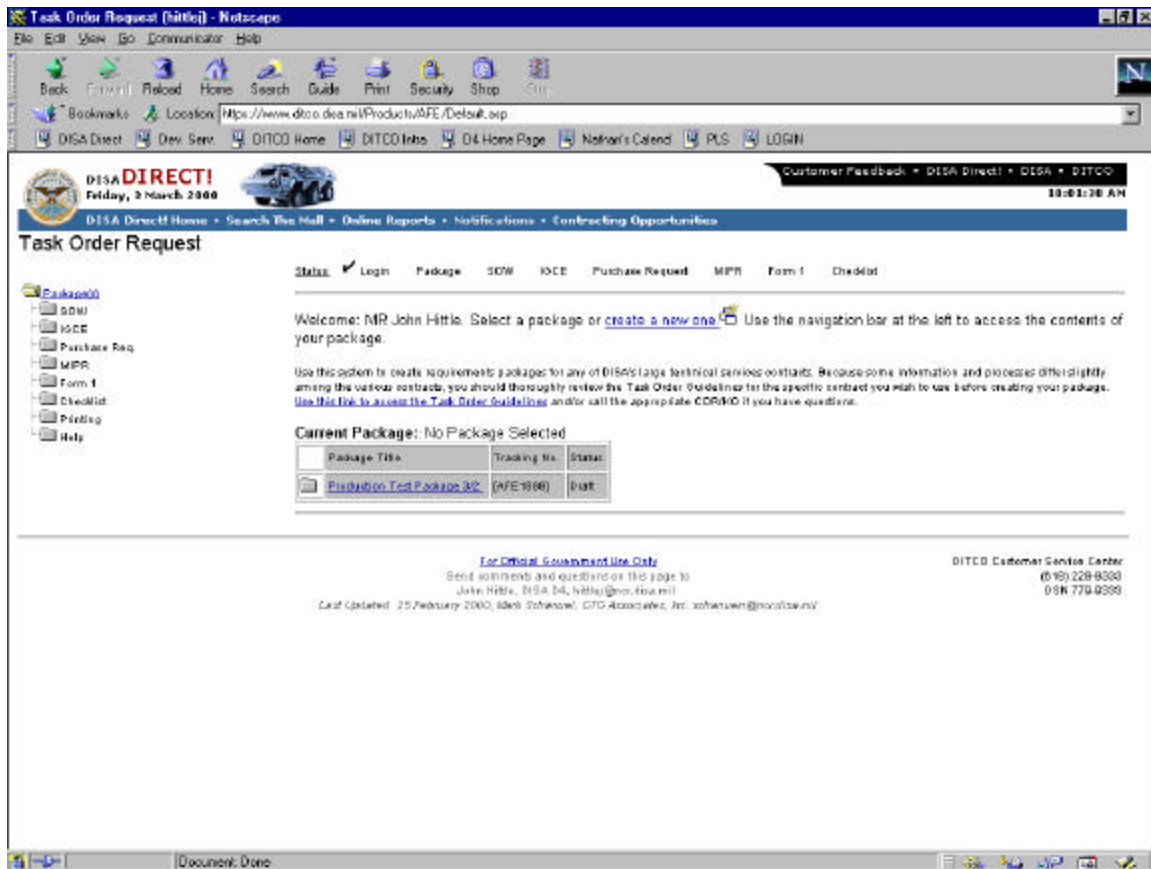 Task Order Request (hittlej) - Netscape
File Edit View Go Communicator Help
Back Forward Reload Home Search Guide Print Security Shop Stop
Bookmarks Location: https://www.ditco.disa.mil/Products/AFE/Default.asp
DISA Direct Dev. Serv. DITCO Home DITCO Intra D4 Home Page Nathan's Calend PLS LOGIN
DISA DIRECT!
Friday, 3 March 2000
Customer Feedback • DISA Direct! • DISA • DITCO
10:01:30 AM
DISA Direct! Home • Search The Mall • Online Reports • Notifications • Contracting Opportunities
Task Order Request
Status: Login Package SOW IGCE Purchase Request MIPR Form 1 Checklist
Package(s)
SOW
IGCE
Purchase Req.
MIPR
Form 1
Checklist
Printing
Help
Welcome: MR John Hittle. Select a package or create a new one. Use the navigation bar at the left to access the contents of
your package.
Use this system to create requirements packages for any of DISA's large technical services contracts. Because some information and processes differ slightly
among the various contracts, you should thoroughly review the Task Order Guidelines for the specific contract you wish to use before creating your package.
Use this link to access the Task Order Guidelines and/or call the appropriate COR/KO if you have questions.
Current Package: No Package Selected
Package Title Tracking No. Status
Production Test Package 3/2 Draft
For Official Government Use Only
Send comments and questions on this page to
John Hittle, DISA D4,
Last Updated: 25 February 2000, Associates, Inc.
DITCO Customer Service Center
(618)
DSN
Document: Done